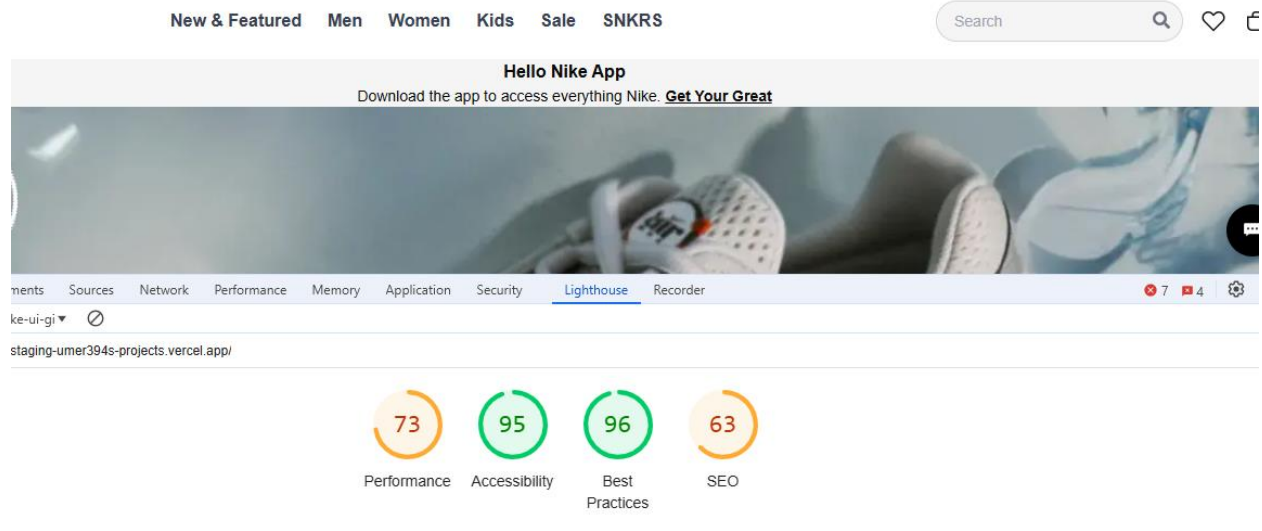 New & Featured Men Women Kids Sale SNKRS Search
Hello Nike App
Download the app to access everything Nike. Get Your Great
air
ments Sources Network Performance Memory Application Security Lighthouse Recorder 7 4
ke-ui-gi
staging-umer394s-projects.vercel.app/
73 95 96 63
Performance Accessibility Best Practices SEO